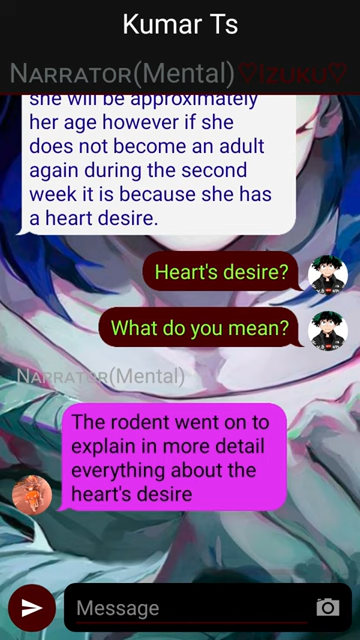 Kumar Ts
Narrator(Mental)♡Izuku♡
she will be approximately
her age however if she
does not become an adult
again during the second
week it is because she has
a heart desire.
Heart's desire?
What do you mean?
Narrator(Mental)
The rodent went on to
explain in more detail
everything about the
heart's desire
Message